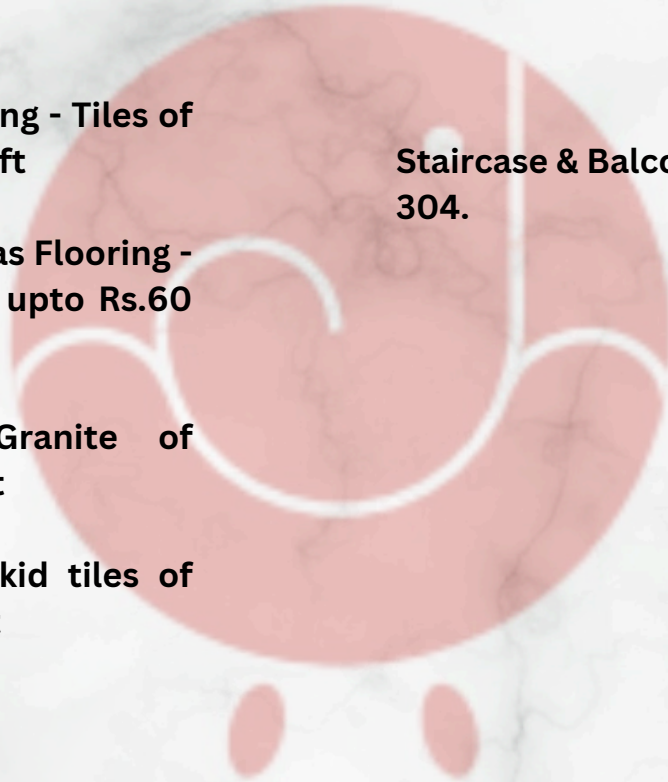 ng - Tiles of
ft
as Flooring -
upto Rs.60
Granite of
t
kid tiles of
Staircase & Balco
304.